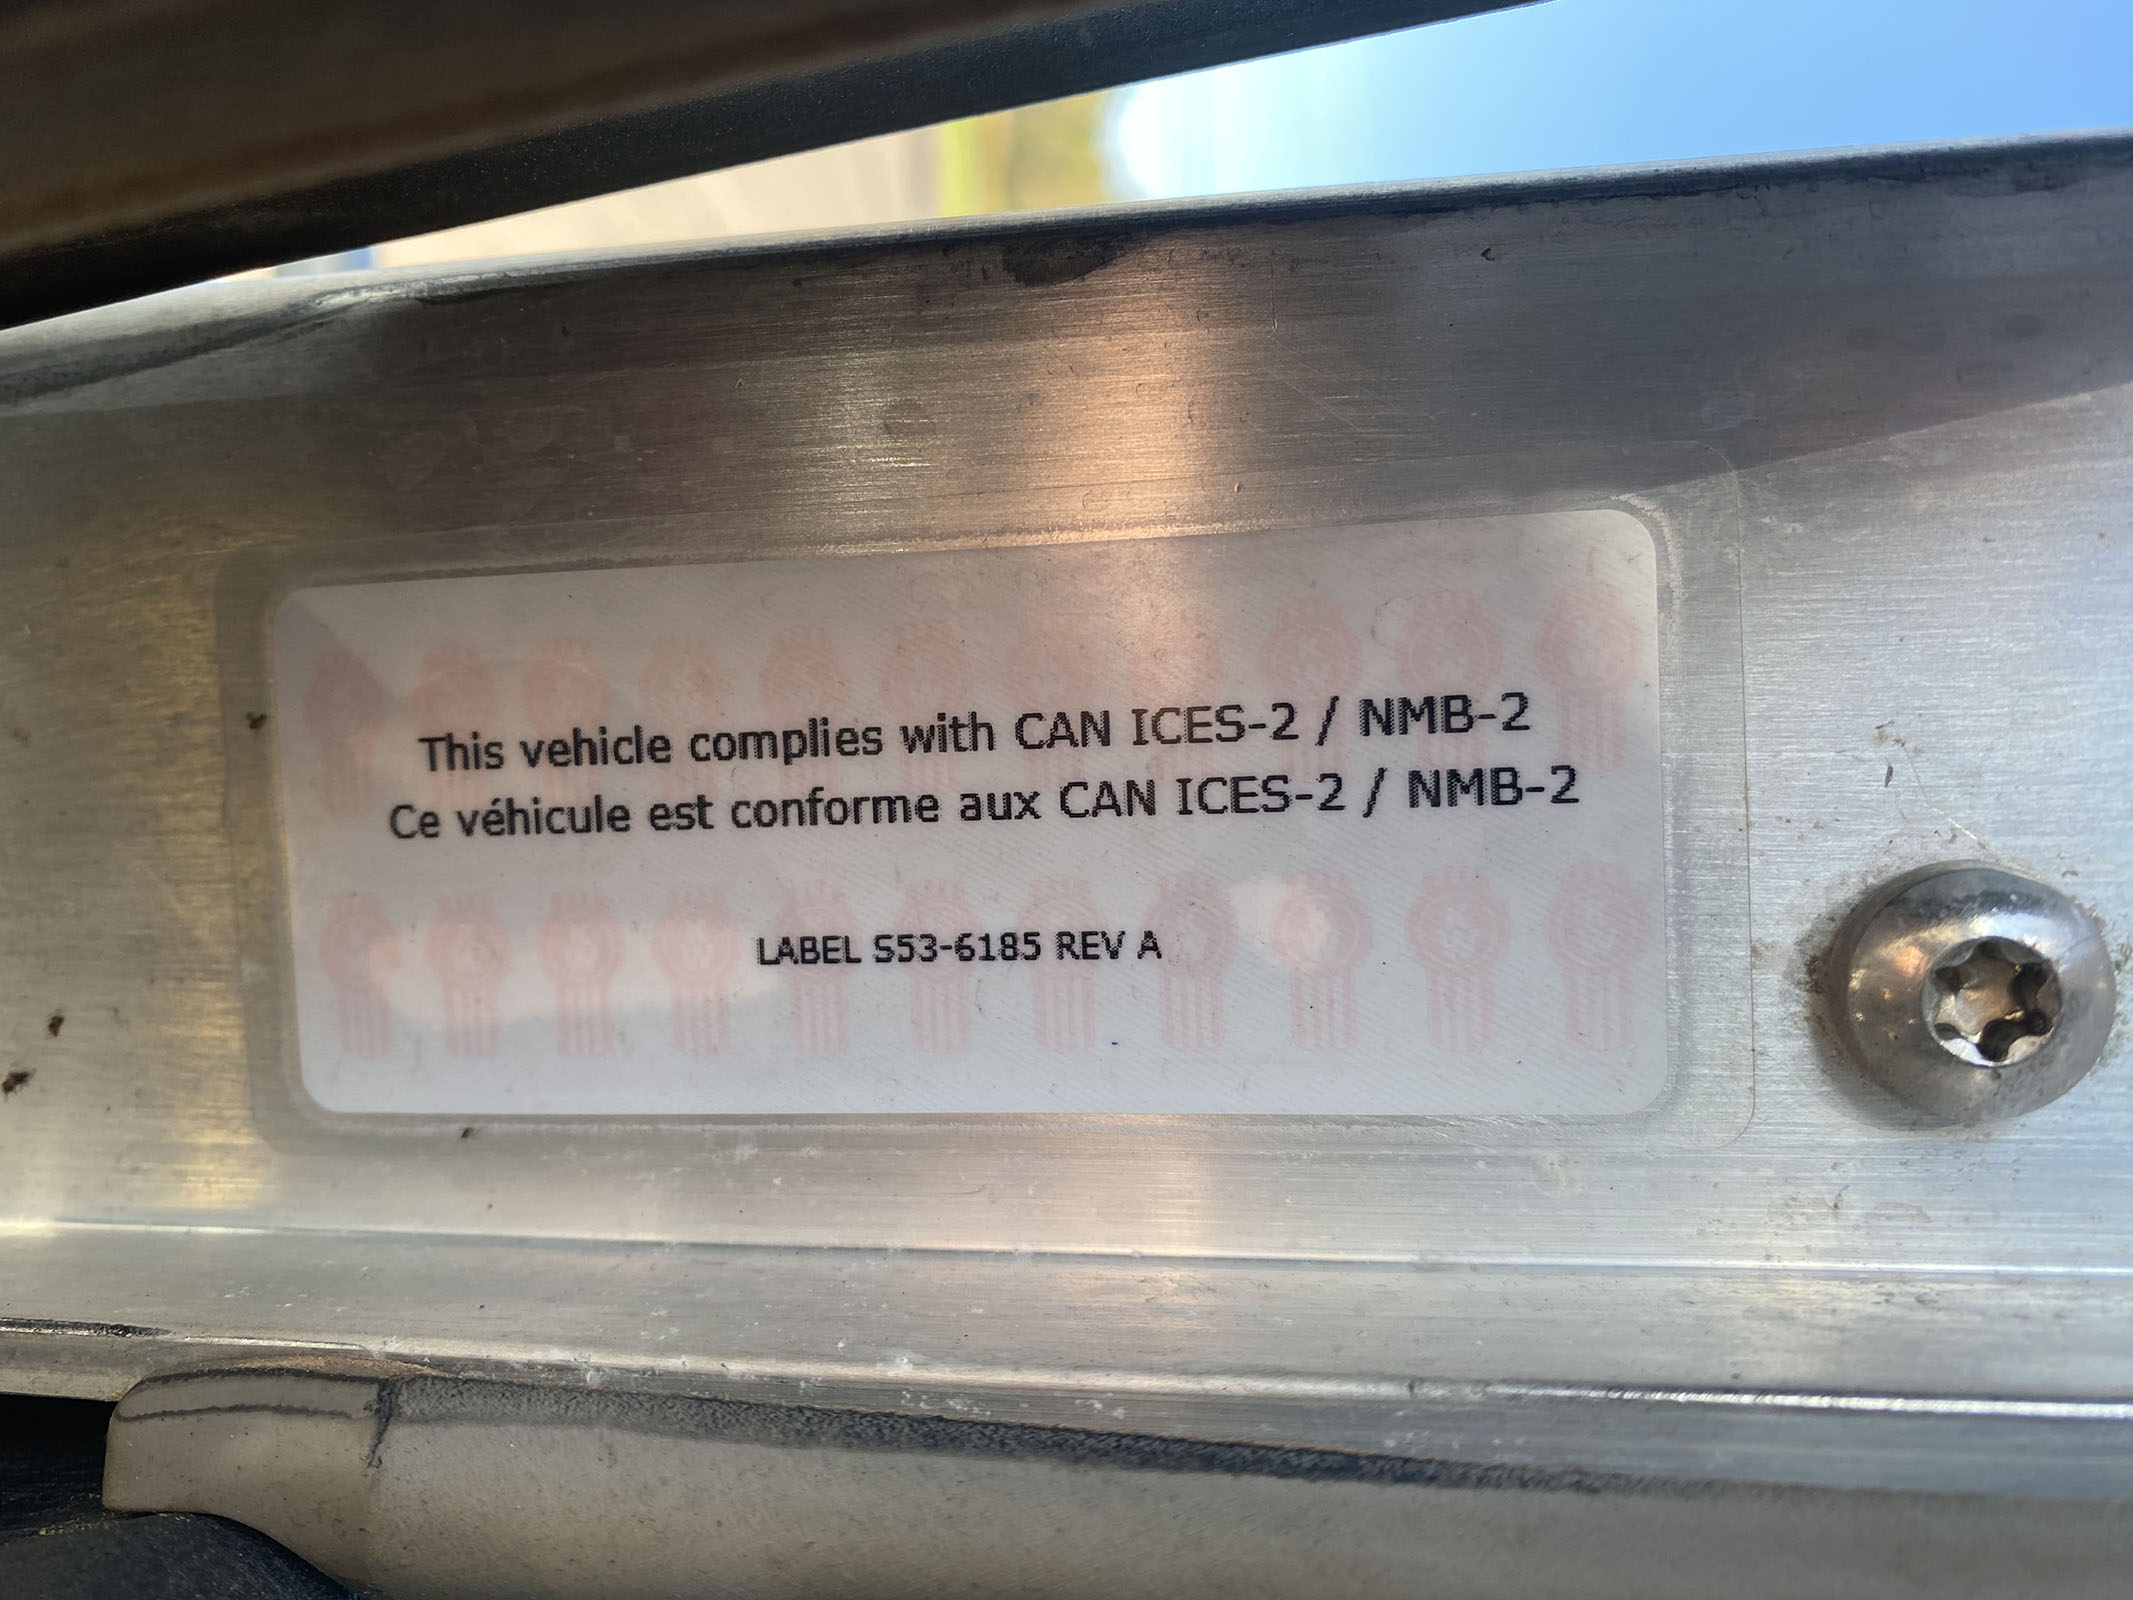 This vehicle complies with CAN ICES-2 / NMB-2
Ce véhicule est conforme aux CAN ICES-2 / NMB-2
LABEL S53-6185 REV A